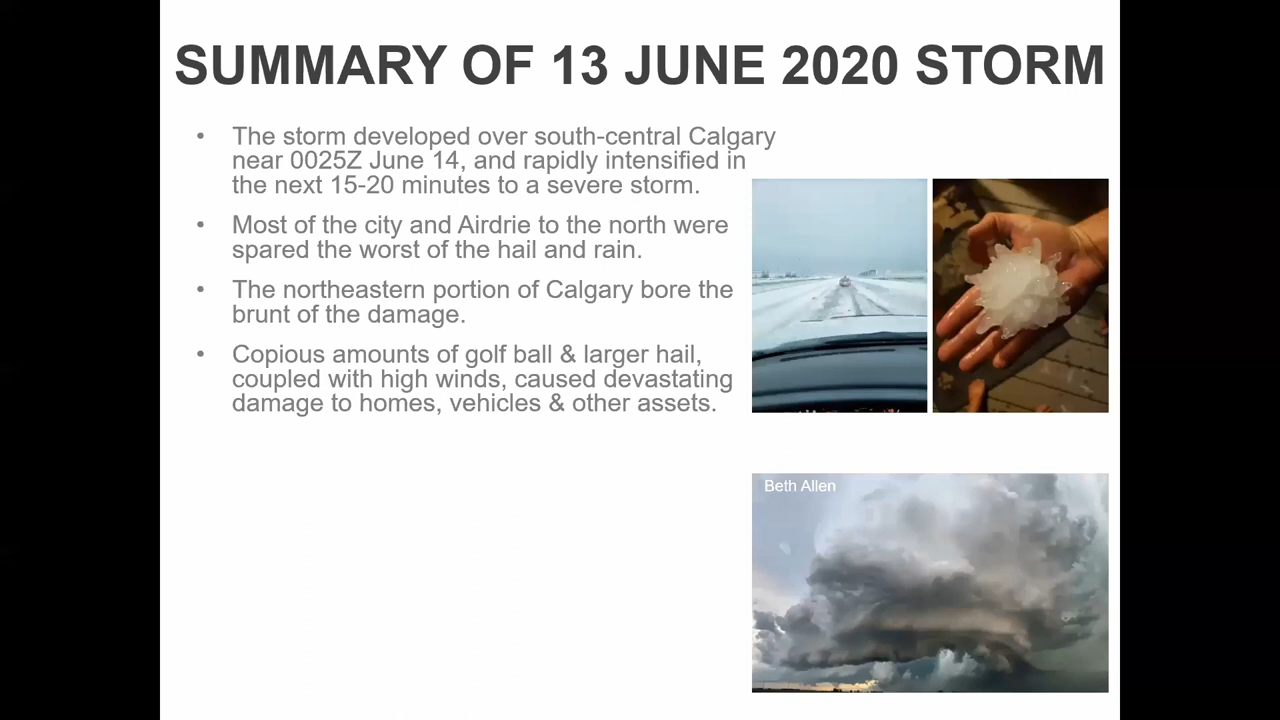 SUMMARY OF 13 JUNE 2020 STORM
• The storm developed over south-central Calgary
near 0025Z June 14, and rapidly intensified in
the next 15-20 minutes to a severe storm.
• Most of the city and Airdrie to the north were
spared the worst of the hail and rain.
• The northeastern portion of Calgary bore the
brunt of the damage.
• Copious amounts of golf ball & larger hail,
coupled with high winds, caused devastating
damage to homes, vehicles & other assets.
Beth Allen